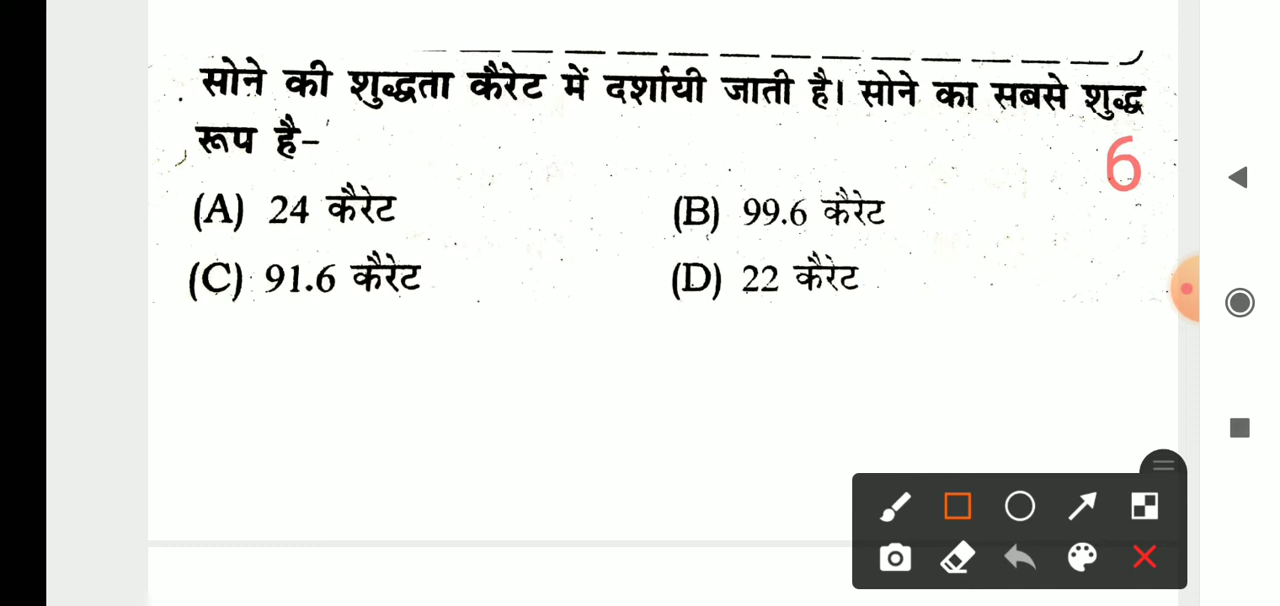 सोने की शुद्धता कैरेट में दर्शायी जाती है। सोने का सबसे शुद्ध
रूप है–
6
(A) 24 कैरेट
(B) 99.6 कैरेट
(C) 91.6 कैरेट
(D) 22 कैरेट